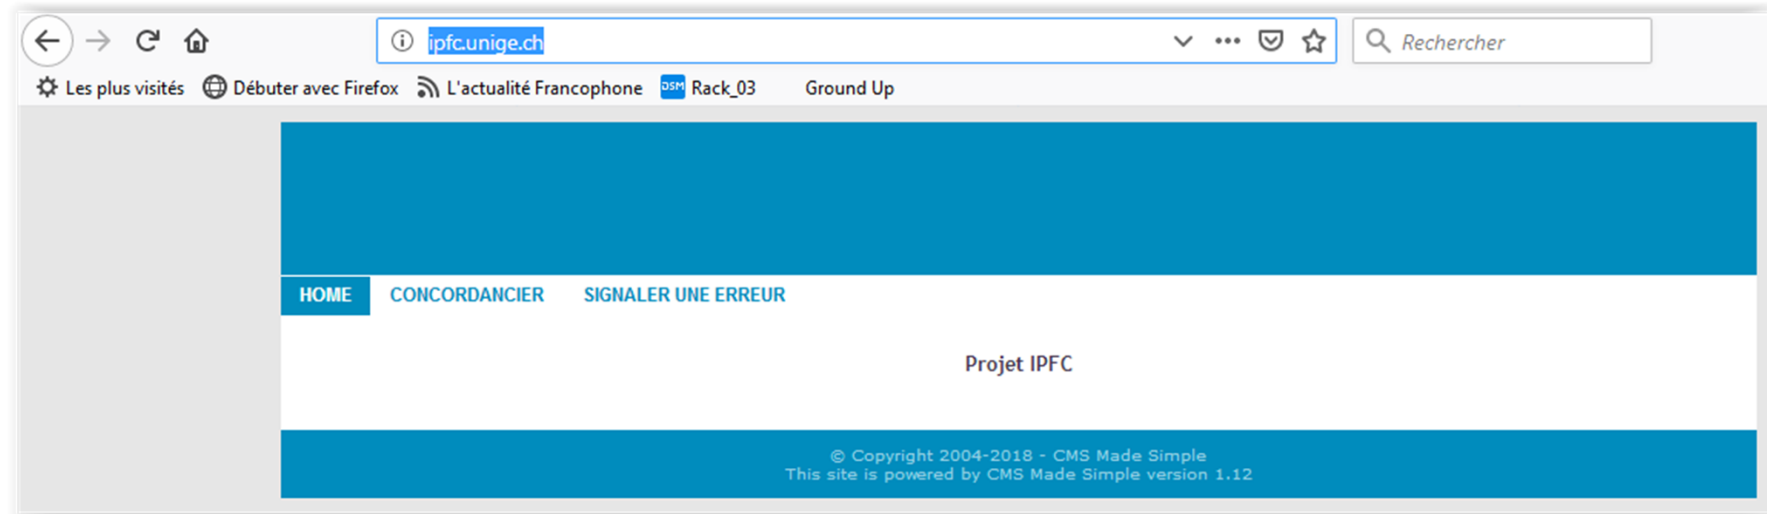 ipfc.unige.ch
Rechercher
Les plus visités Débuter avec Firefox L'actualité Francophone DSM Rack_03 Ground Up
HOME CONCORDANCIER SIGNALER UNE ERREUR
Projet IPFC
© Copyright 2004-2018 - CMS Made Simple
This site is powered by CMS Made Simple version 1.12